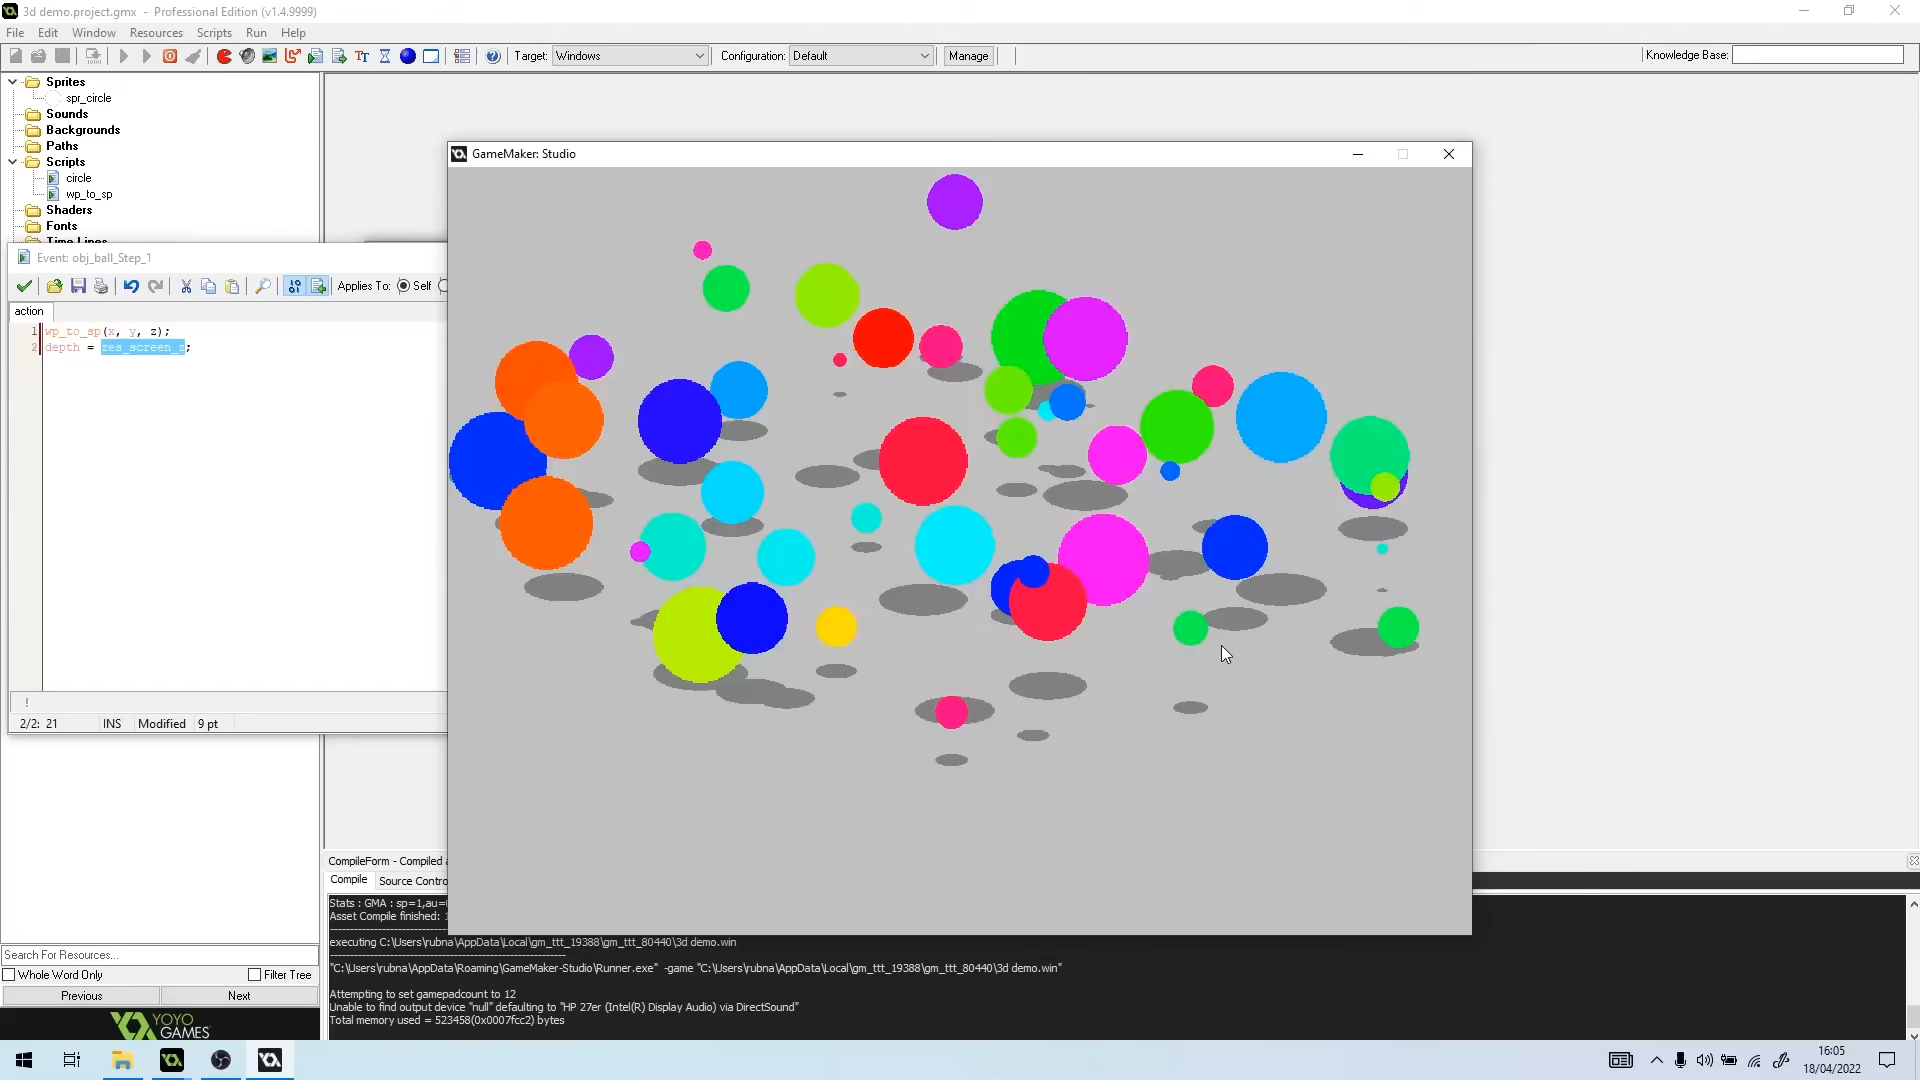 3d demo.project.gmx - Professional Edition (v1.4.9999)
File Edit Window Resources Scripts Run Help
Target: Windows Configuration: Default Manage Knowledge Base:
Sprites
spr_circle
Sounds
Backgrounds
Paths
Scripts
circle
wp_to_sp
Shaders
Fonts
Time Lines
Event: obj_ball_Step_1
Applies To: Self
action
1 wp_to_sp(x, y, z);
2 depth = res_screen_z;
!
2/2: 21 INS Modified 9 pt
GameMaker: Studio
Search For Resources...
Whole Word Only Filter Tree
Previous Next
YOYO
GAMES
CompileForm - Compiled
Compile Source Contro
Stats : GMA : sp=1,au=
Asset Compile finished:
executing C:\Users\rubna\AppData\Local\gm_ttt_19388\gm_ttt_80440\3d demo.win
"C:\Users\rubna\AppData\Roaming\GameMaker-Studio\Runner.exe" -game "C:\Users\rubna\AppData\Local\gm_ttt_19388\gm_ttt_80440\3d demo.win"
Attempting to set gamepadcount to 12
Unable to find output device "null" defaulting to "HP 27er (Intel(R) Display Audio) via DirectSound"
Total memory used = 523458(0x0007fcc2) bytes
16:05
18/04/2022